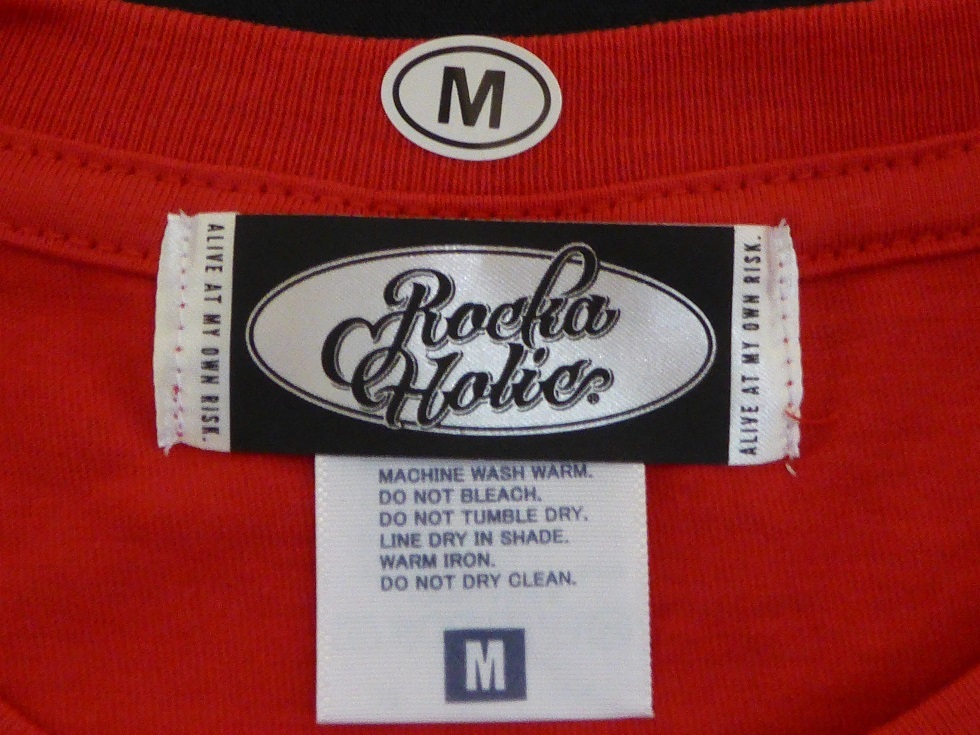 M
ALIVE AT MY OWN RISK.
Rocka
Holic®
ALIVE AT MY OWN RISK.
MACHINE WASH WARM.
DO NOT BLEACH.
DO NOT TUMBLE DRY.
LINE DRY IN SHADE.
WARM IRON.
DO NOT DRY CLEAN.
M